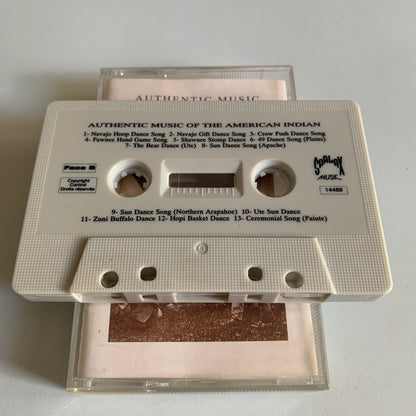 AUTHENTIC MUSIC
AUTHENTIC MUSIC OF THE AMERICAN INDIAN
1- Navajo Hoop Dance Song 2- Navajo Gift Dance Song 3- Crow Push Dance Song
4- Pawnee Hand Game Song 5- Shawnee Stomp Dance 6- 49 Dance Song (Plains)
7- The Bear Dance (Ute) 8- Sun Dance Song (Apache)
Face B
Copyright
Control
Droits réservés
SPALAX
MUSIC
14489
9- Sun Dance Song (Northern Arapahoe) 10- Ute Sun Dance
11- Zuni Buffalo Dance 12- Hopi Basket Dance 13- Ceremonial Song (Paiute)